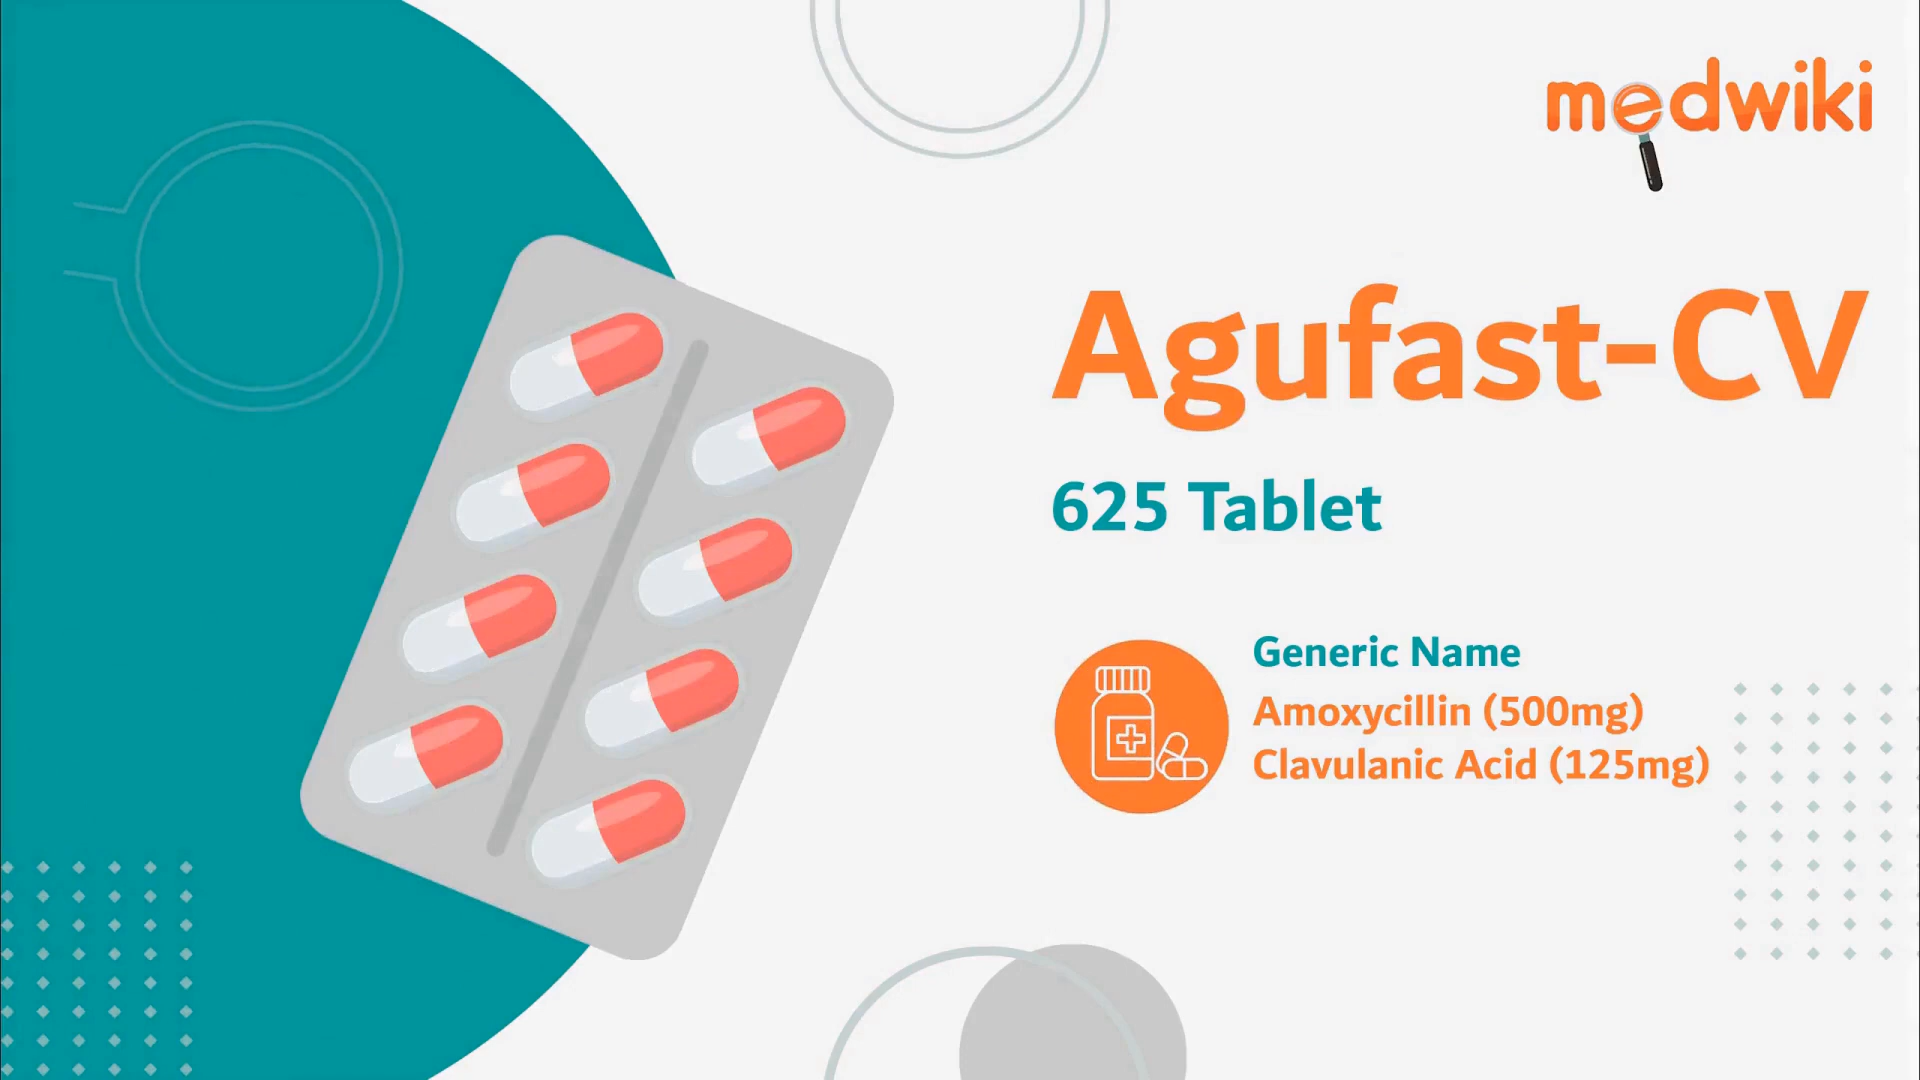 medwiki
Agufast-CV
625 Tablet
Generic Name
Amoxycillin (500mg)
Clavulanic Acid (125mg)